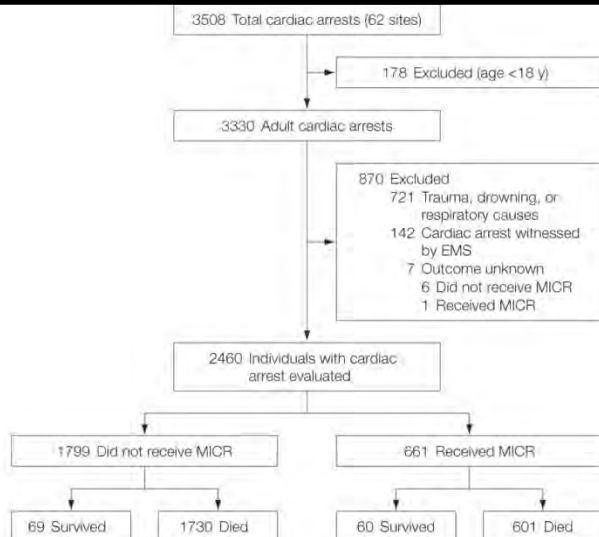 3508 Total cardiac arrests (62 sites)
178 Excluded (age <18 y)
3330 Adult cardiac arrests
870 Excluded
721 Trauma, drowning, or
respiratory causes
142 Cardiac arrest witnessed
by EMS
7 Outcome unknown
6 Did not receive MICR
1 Received MICR
2460 Individuals with cardiac
arrest evaluated
1799 Did not receive MICR
661 Received MICR
69 Survived
1730 Died
60 Survived
601 Died